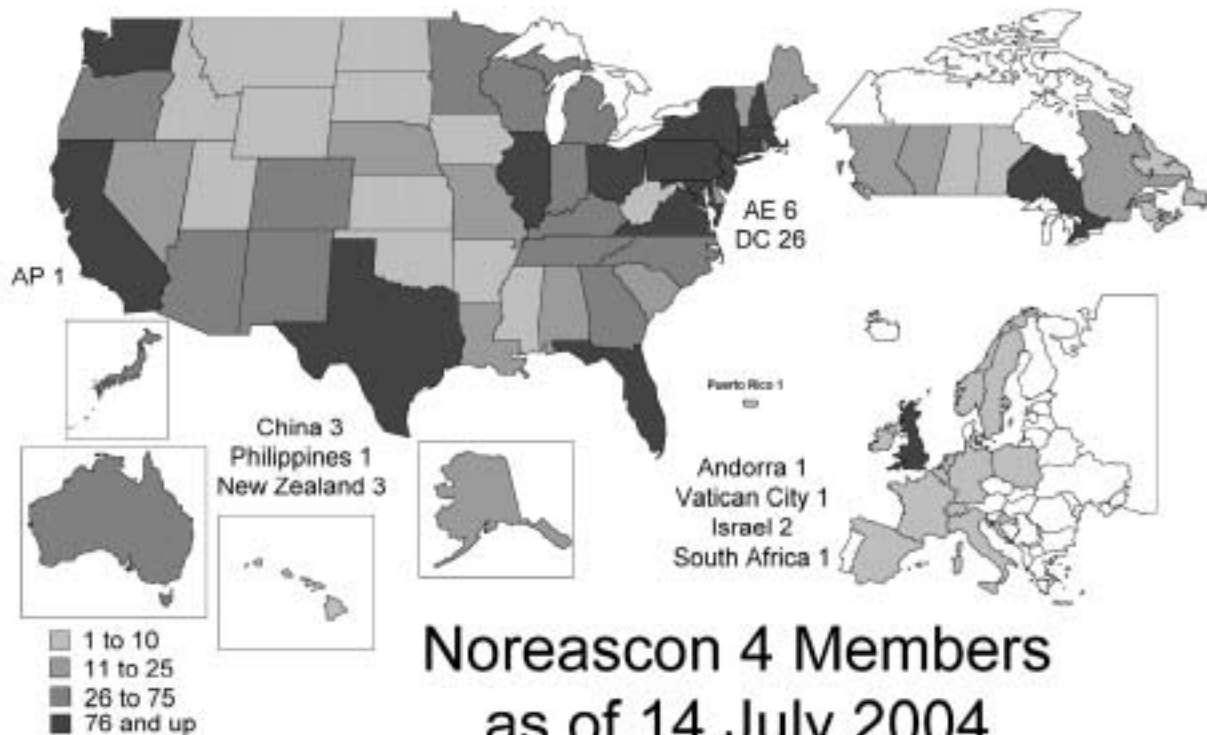 AE 6
DC 26
AP 1
Puerto Rico 1
China 3
Philippines 1
New Zealand 3
Andorra 1
Vatican City 1
Israel 2
South Africa 1
1 to 10
11 to 25
26 to 75
76 and up
Noreascon 4 Members
as of 14 July 2004